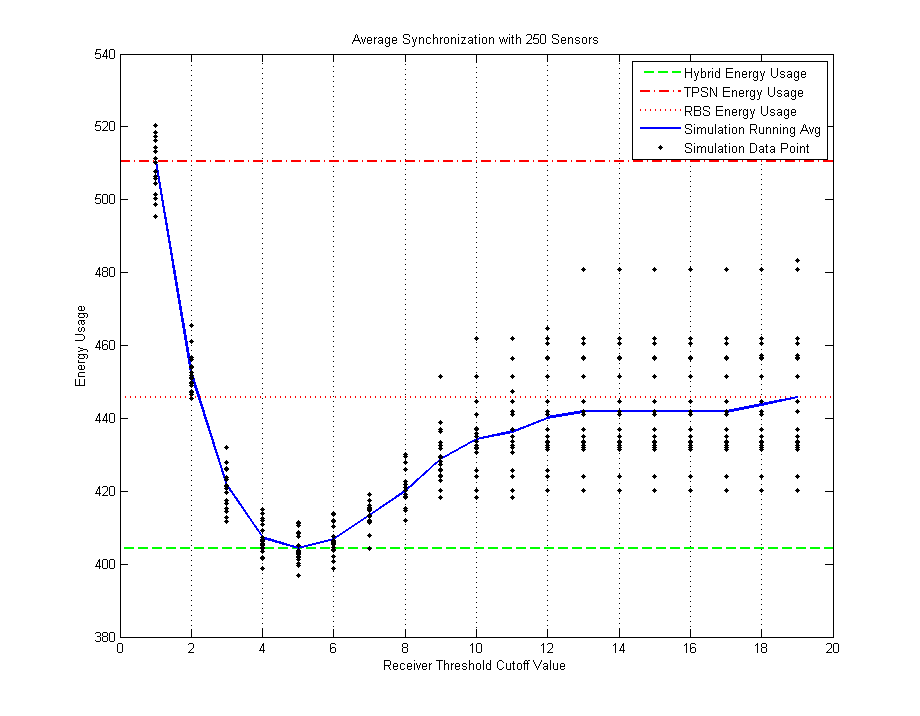 Average Synchronization with 250 Sensors
540
520
500
480
460
440
420
400
380
Energy Usage
Hybrid Energy Usage
TPSN Energy Usage
RBS Energy Usage
Simulation Running Avg
Simulation Data Point
0 2 4 6 8 10 12 14 16 18 20
Receiver Threshold Cutoff Value